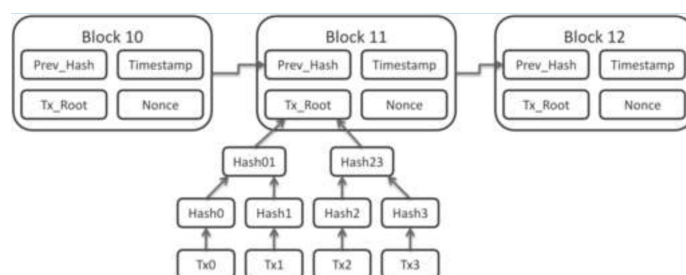 Block 10
Block 11
Block 12
Prev_Hash Timestamp
Prev_Hash Timestamp
Prev_Hash Timestamp
Tx_Root Nonce
Tx_Root Nonce
Tx_Root Nonce
Hash01 Hash23
Hash0 Hash1 Hash2 Hash3
Tx0 Tx1 Tx2 Tx3